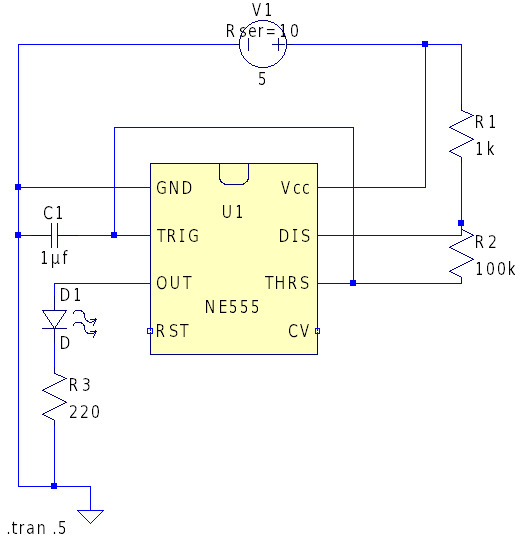 V1
Rser=10
5
R1
1k
GND
Vcc
U1
C1
TRIG
DIS
R2
1µf
100k
OUT
THRS
D1
NE555
RST
CV
D
R3
220
.tran .5